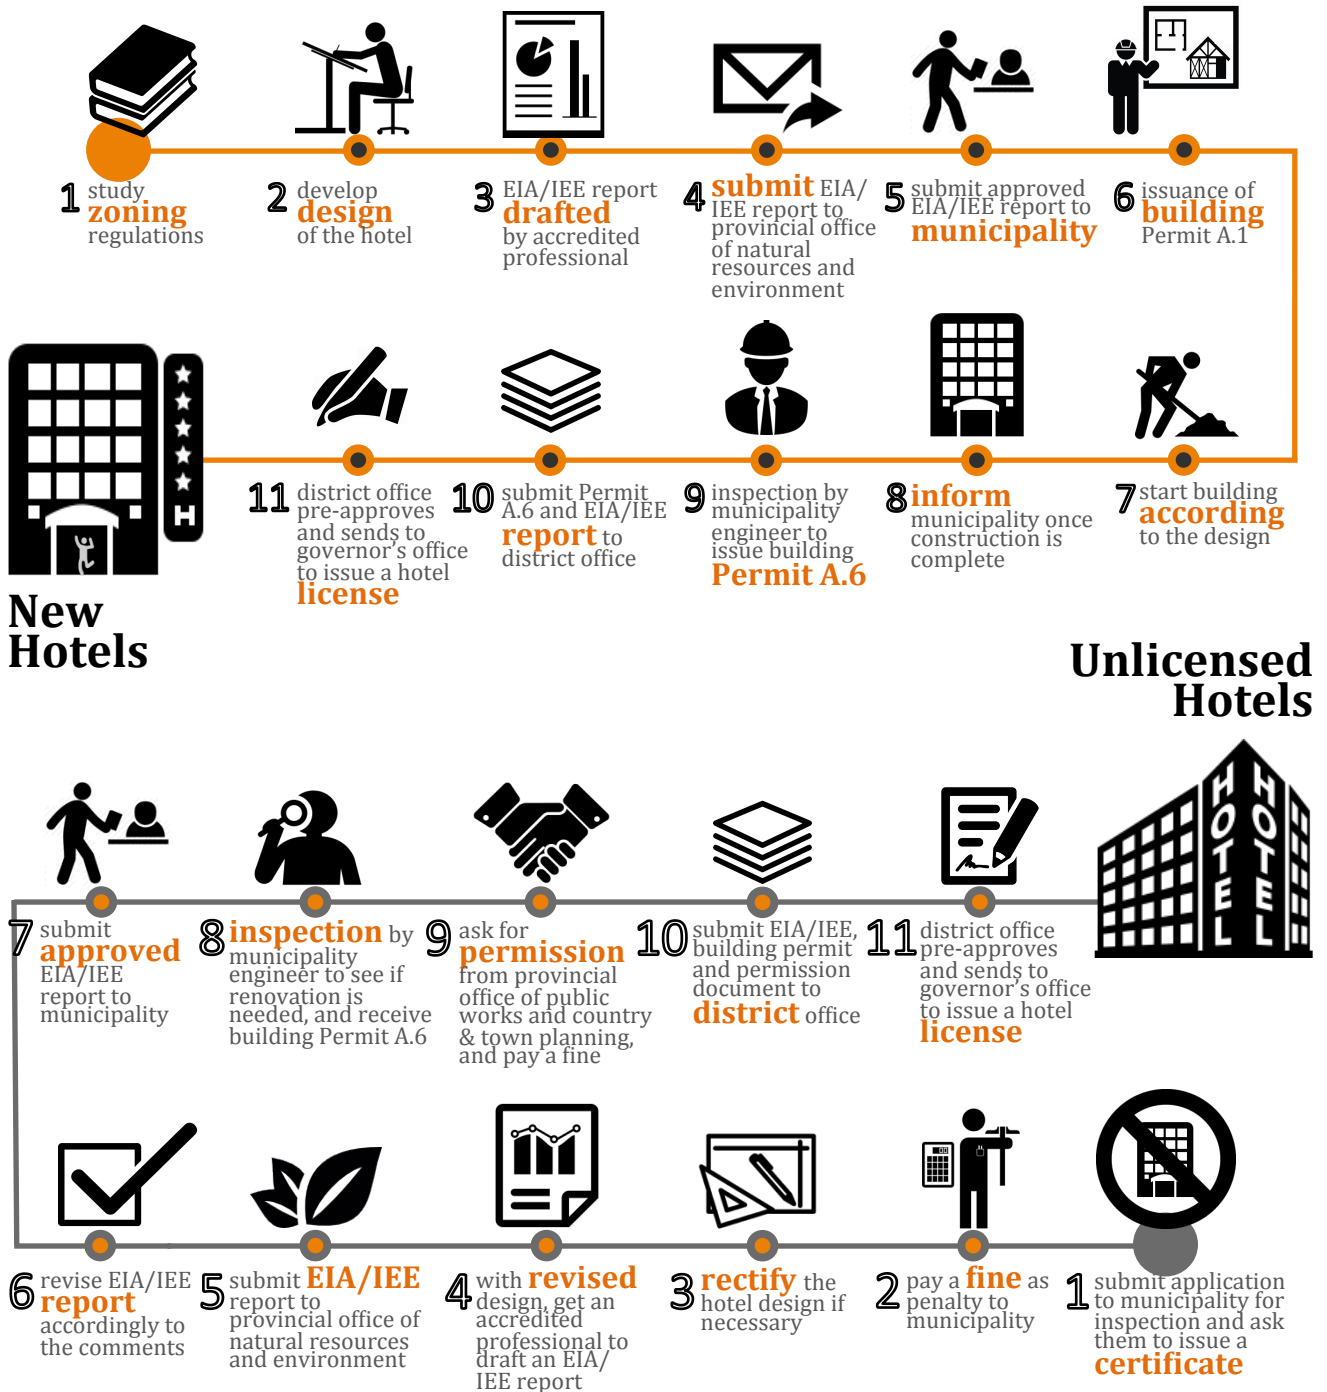 1 study
zoning
regulations
2 develop
design
of the hotel
3 EIA/IEE report
drafted
by accredited
professional
4 submit EIA/
IEE report to
provincial office
of natural
resources and
environment
5 submit approved
EIA/IEE report to
municipality
6 issuance of
building
Permit A.1
7 start building
according
to the design
8 inform
municipality once
construction is
complete
9 inspection by
municipality
engineer to
issue building
Permit A.6
10 submit Permit
A.6 and EIA/IEE
report to
district office
11 district office
pre-approves
and sends to
governor's office
to issue a hotel
license
H
New
Hotels
Unlicensed
Hotels
HOTEL
HOTEL
1 submit application
to municipality for
inspection and ask
them to issue a
certificate
2 pay a fine as
penalty to
municipality
3 rectify the
hotel design if
necessary
4 with revised
design, get an
accredited
professional to
draft an EIA/
IEE report
5 submit EIA/IEE
report to
provincial office of
natural resources
and environment
6 revise EIA/IEE
report
accordingly to
the comments
7 submit
approved
EIA/IEE
report to
municipality
8 inspection by
municipality
engineer to see if
renovation is
needed, and receive
building Permit A.6
9 ask for
permission
from provincial
office of public
works and country
& town planning,
and pay a fine
10 submit EIA/IEE,
building permit
and permission
document to
district office
11 district office
pre-approves
and sends to
governor's office
to issue a hotel
license